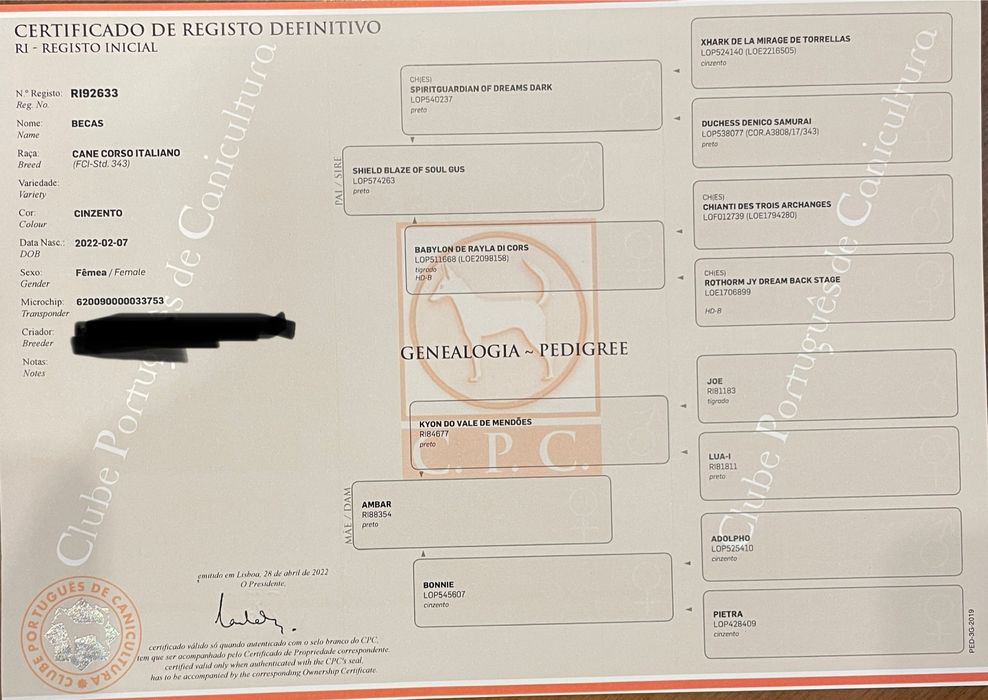 CERTIFICADO DE REGISTO DEFINITIVO
RI - REGISTO INICIAL
N.º Registo: RI92633
Reg. No.
Nome: BECAS
Name
Raça: CANE CORSO ITALIANO
Breed (FCI-Std. 343)
Variedade:
Variety
Cor: CINZENTO
Colour
Data Nasc.: 2022-02-07
DOB
Sexo: Fêmea / Female
Gender
Microchip: 620090000033753
Transponder
Criador:
Breeder
Notas:
Notes
PAI / SIRE
SHIELD BLAZE OF SOUL GUS
LOP574263
preto
CH(ES)
SPIRITGUARDIAN OF DREAMS DARK
LOP540237
preto
BABYLON DE RAYLA DI CORS
LOP511668 (LOE2098158)
tigrado
HD-B
XHARK DE LA MIRAGE DE TORRELLAS
LOP524140 (LOE2216505)
cinzento
DUCHESS DENICO SAMURAI
LOP538077 (COR.A3808/17/343)
preto
CH(ES)
CHIANTI DES TROIS ARCHANGES
LOF012739 (LOE1794280)
CH(ES)
ROTHORM JY DREAM BACK STAGE
LOE1706899
HD-B
GENEALOGIA ~ PEDIGREE
C. P. C.
MÃE / DAM
AMBAR
RI88354
preto
KYON DO VALE DE MENDÕES
RI84677
preto
BONNIE
LOP545607
cinzento
JOE
RI81183
tigrado
LUA-I
RI81811
preto
ADOLPHO
LOP525410
cinzento
PIETRA
LOP428409
cinzento
emitido em Lisboa, 28 de abril de 2022
O Presidente,
certificado válido só quando autenticado com o selo branco do CPC,
tem que ser acompanhado pelo Certificado de Propriedade correspondente.
certified valid only when authenticated with the CPC's seal,
has to be accompanied by the corresponding Ownership Certificate.
CLUBE PORTUGUÊS DE CANICULTURA
Clube Português de Canicultura
Clube Português de Canicultura
PED-3G-2019